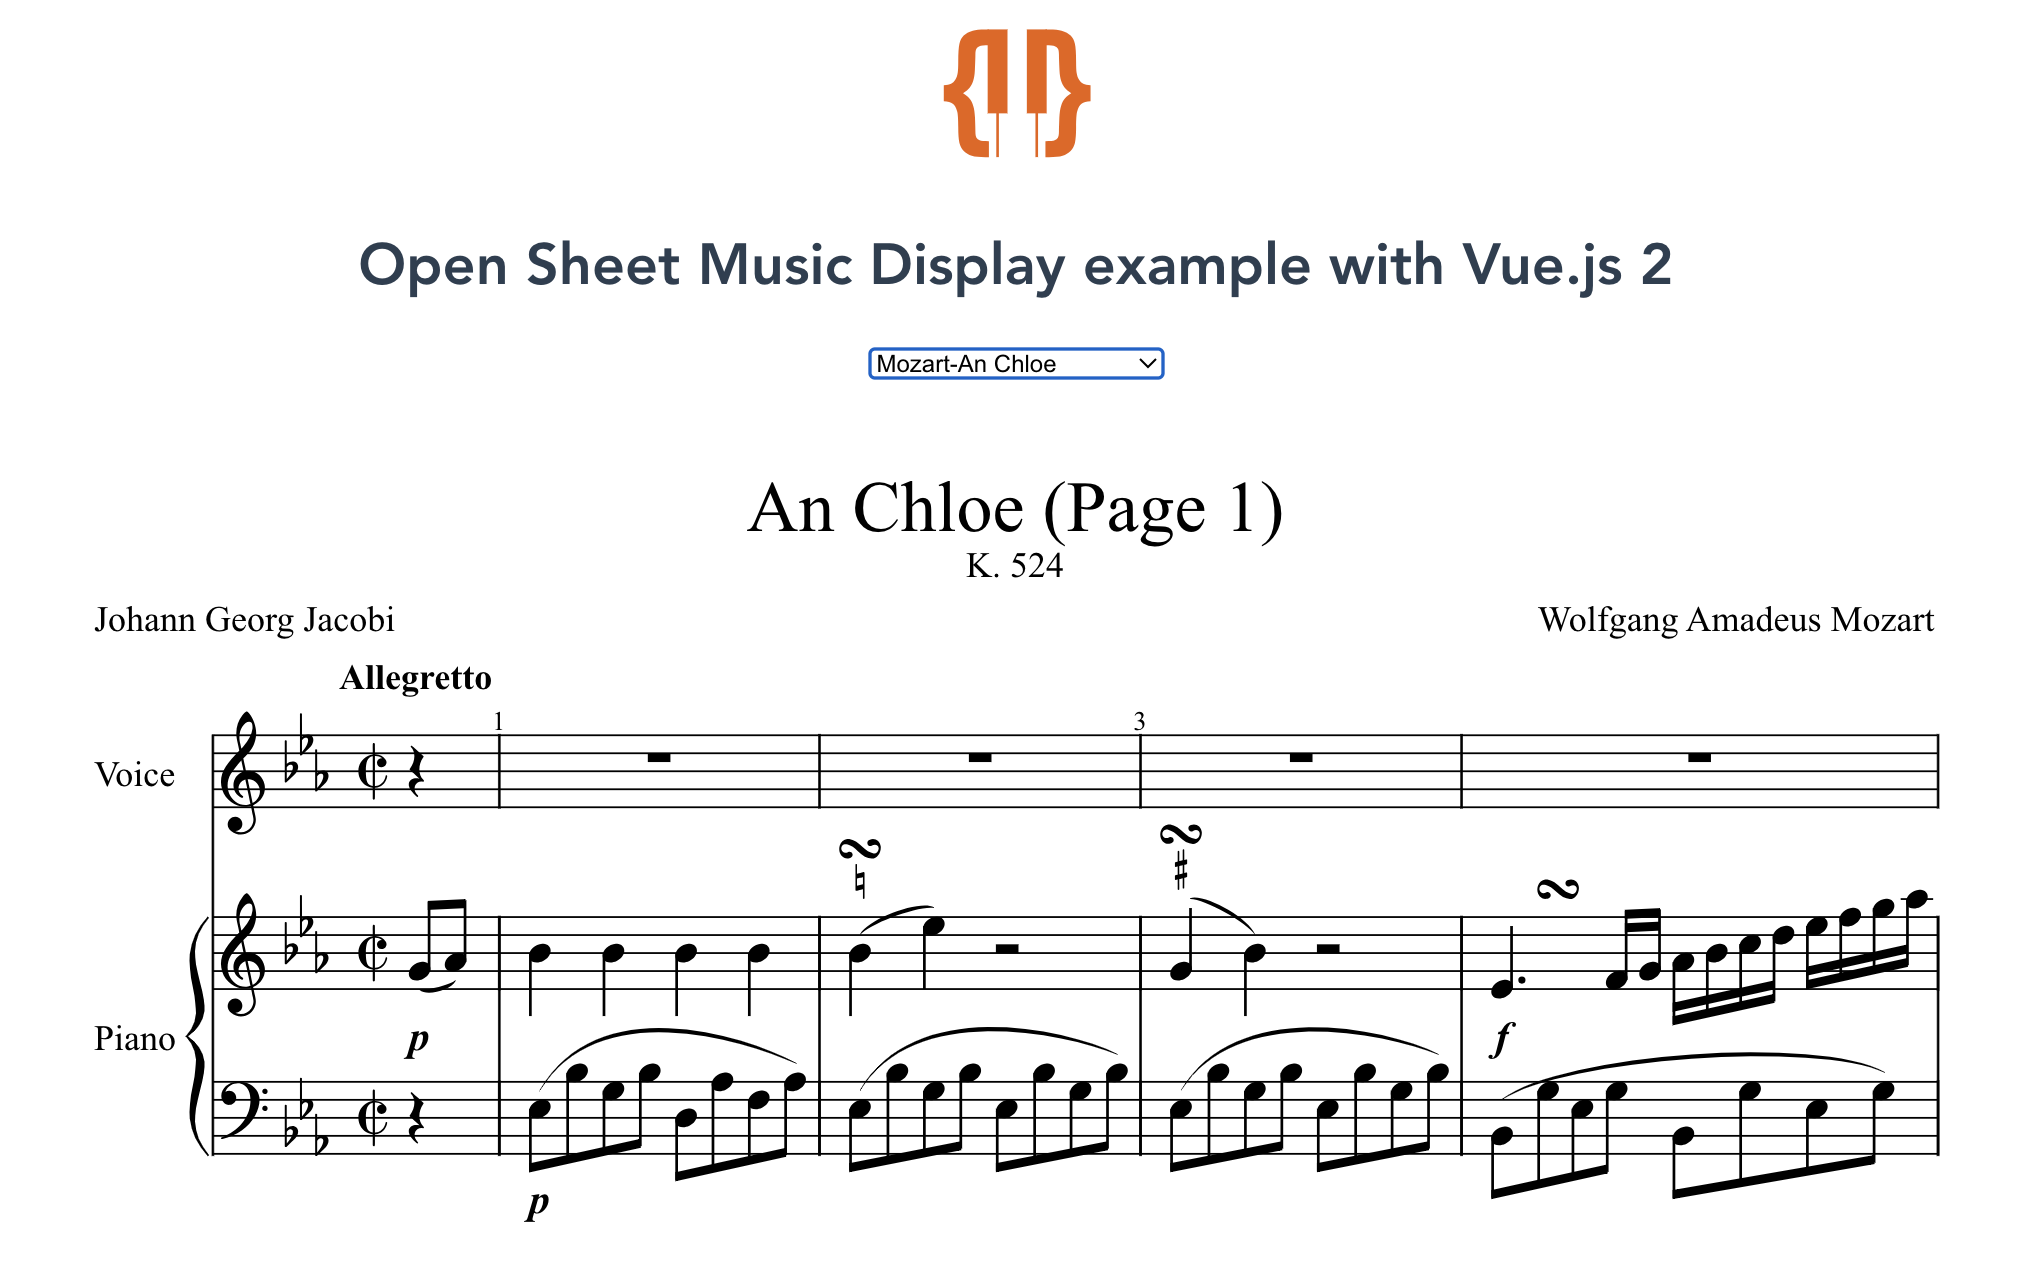 Open Sheet Music Display example with Vue.js 2
Mozart-An Chloe
An Chloe (Page 1)
K. 524
Johann Georg Jacobi
Wolfgang Amadeus Mozart
Allegretto
1
3
Voice
Piano
p
f
p